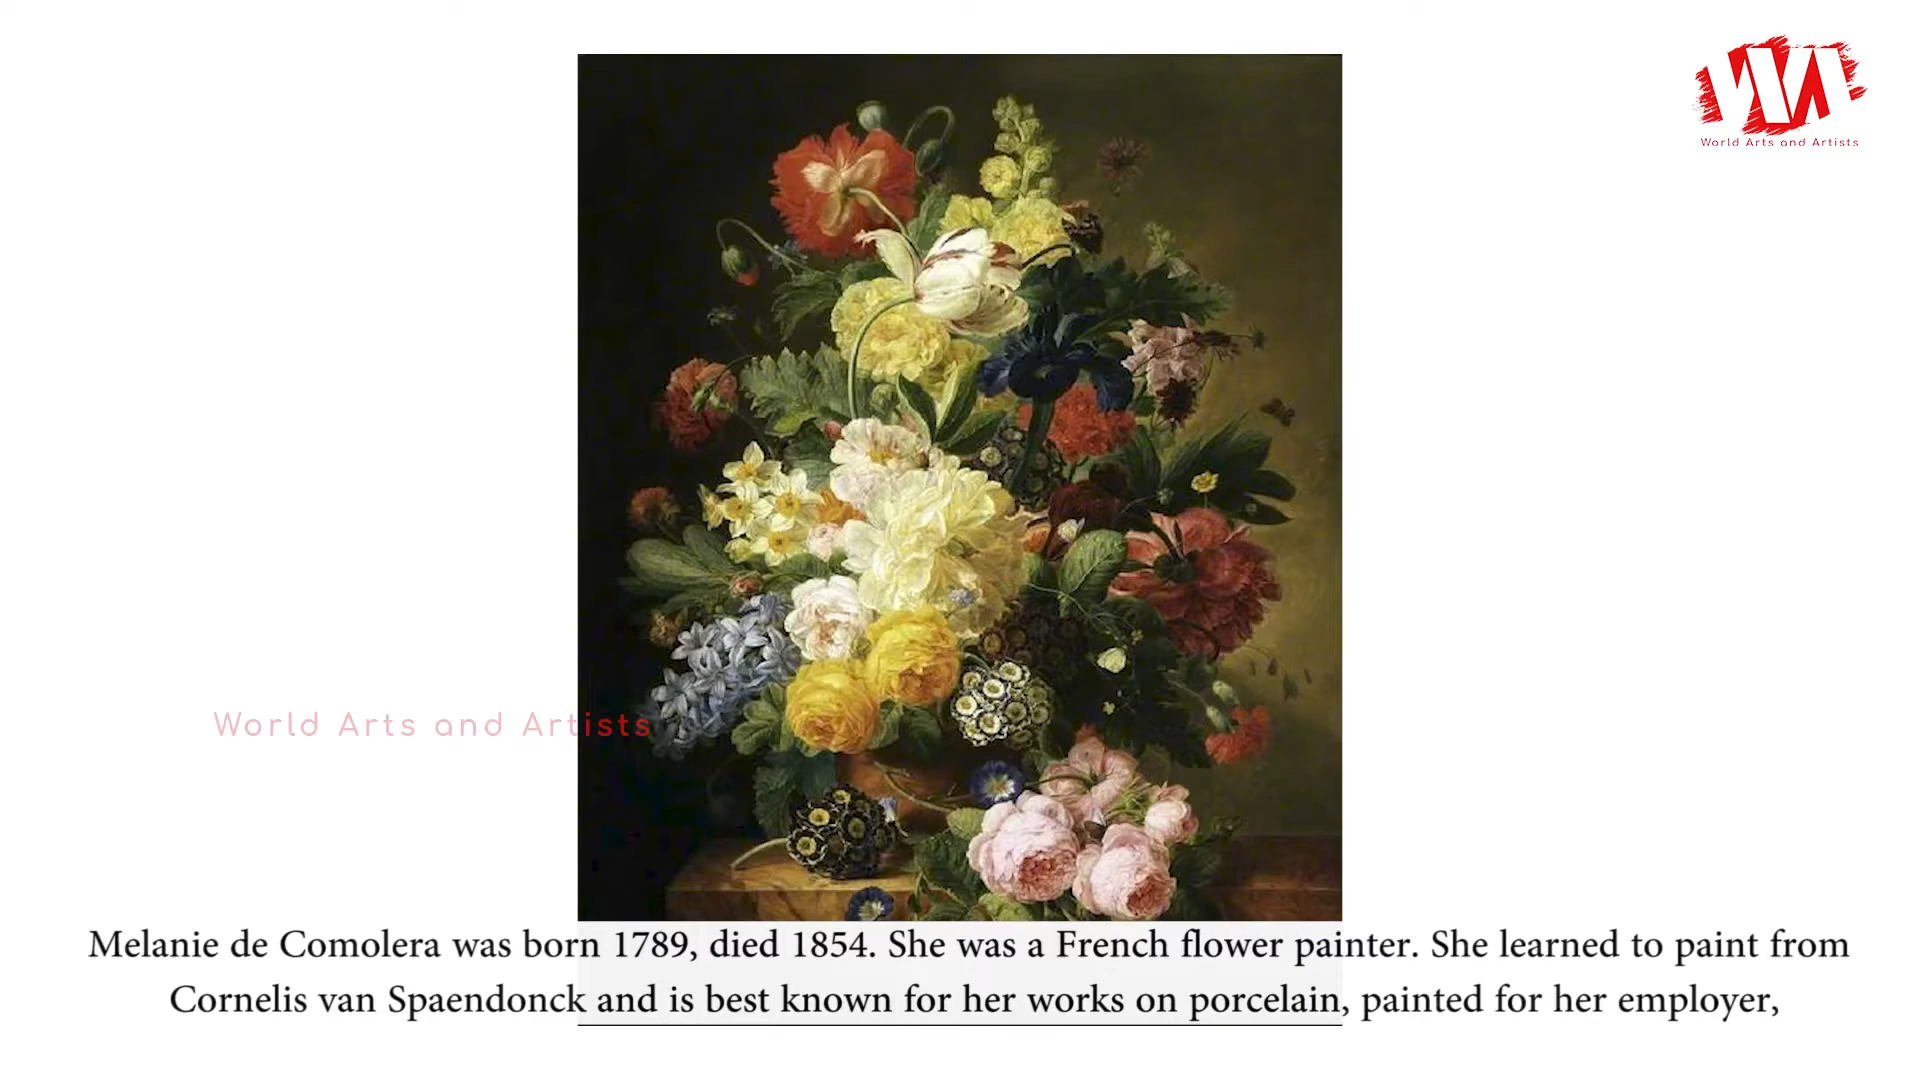 World Arts and Artists
World Arts and Artists
Melanie de Comolera was born 1789, died 1854. She was a French flower painter. She learned to paint from
Cornelis van Spaendonck and is best known for her works on porcelain, painted for her employer,